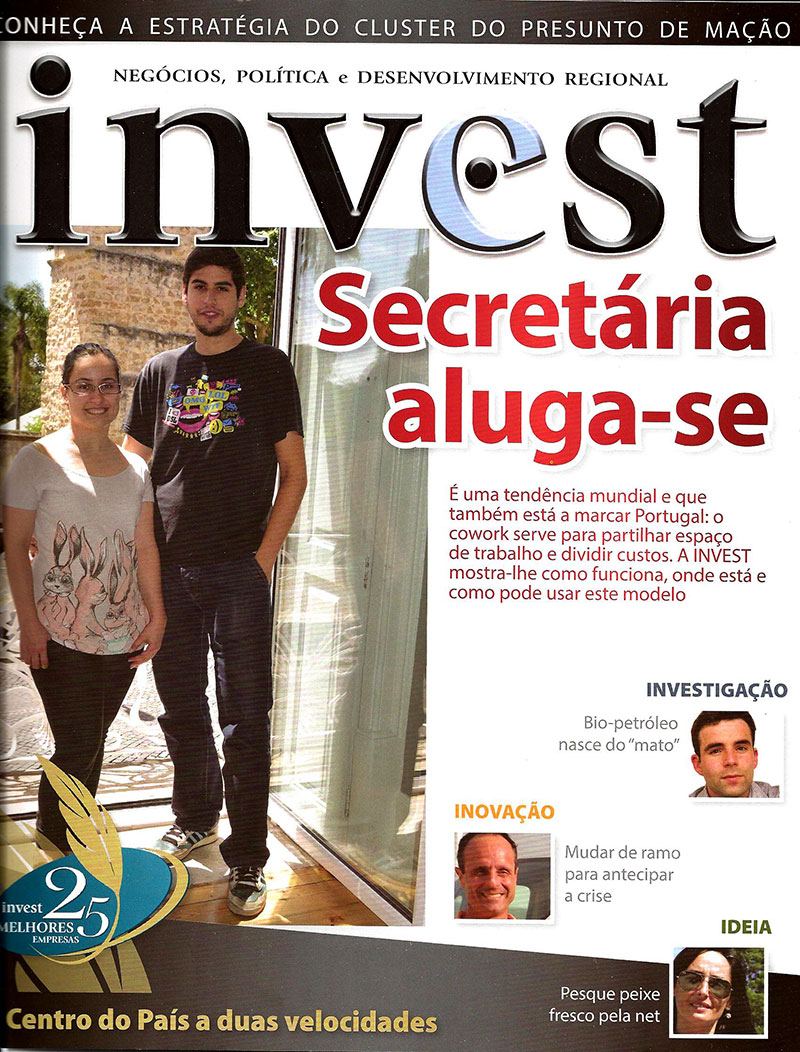 CONHEÇA A ESTRATÉGIA DO CLUSTER DO PRESUNTO DE MAÇÃO
NEGÓCIOS, POLÍTICA e DESENVOLVIMENTO REGIONAL
invest
Secretária
aluga-se
É uma tendência mundial e que
também está a marcar Portugal: o
cowork serve para partilhar espaço
de trabalho e dividir custos. A INVEST
mostra-lhe como funciona, onde está e
como pode usar este modelo
OMG LOL
WTF
INVESTIGAÇÃO
Bio-petróleo
nasce do “mato”
INOVAÇÃO
Mudar de ramo
para antecipar
a crise
IDEIA
Pesque peixe
fresco pela net
invest 25
MELHORES
EMPRESAS
Centro do País a duas velocidades